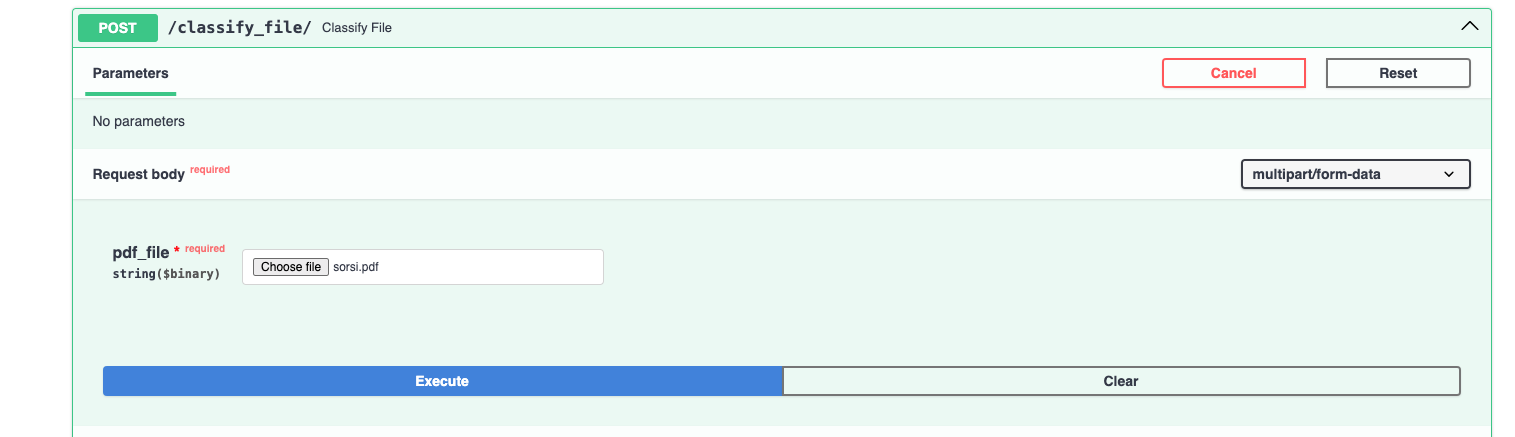 POST /classify_file/ Classify File
Parameters Cancel Reset
No parameters
Request body required multipart/form-data
pdf_file * required
string($binary) Choose file sorsi.pdf
Execute Clear